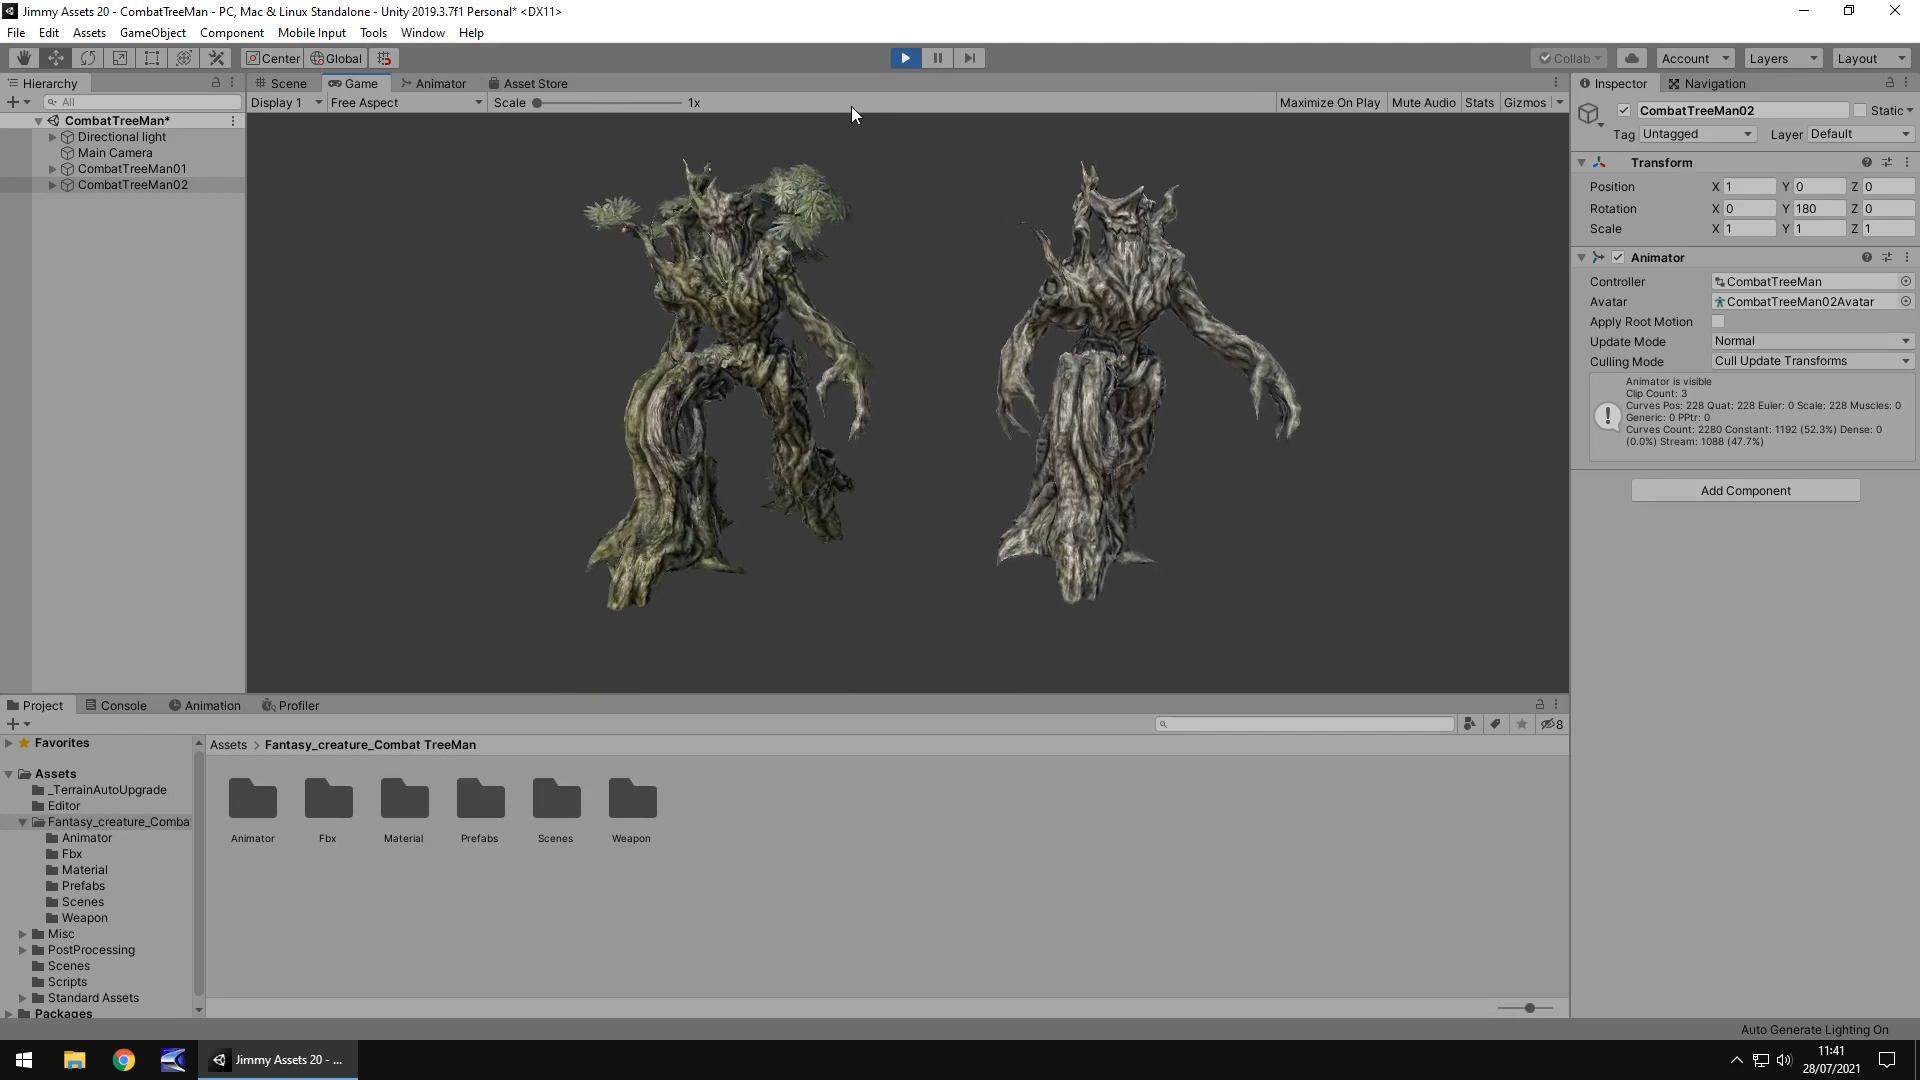 Jimmy Assets 20 - CombatTreeMan - PC, Mac & Linux Standalone - Unity 2019.3.7f1 Personal* <DX11>
File Edit Assets GameObject Component Mobile Input Tools Window Help
Center Global Collab Account Layers Layout
Hierarchy
All
CombatTreeMan*
Directional light
Main Camera
CombatTreeMan01
CombatTreeMan02
Scene Game Animator Asset Store
Display 1 Free Aspect Scale 1x Maximize On Play Mute Audio Stats Gizmos
Inspector Navigation
CombatTreeMan02 Static
Tag Untagged Layer Default
Transform
Position X 1 Y 0 Z 0
Rotation X 0 Y 180 Z 0
Scale X 1 Y 1 Z 1
Animator
Controller CombatTreeMan
Avatar CombatTreeMan02Avatar
Apply Root Motion
Update Mode Normal
Culling Mode Cull Update Transforms
Animator is visible
Clip Count: 3
Curves Pos: 228 Quat: 228 Euler: 0 Scale: 228 Muscles: 0
Generic: 0 PPtr: 0
Curves Count: 2280 Constant: 1192 (52.3%) Dense: 0
(0.0%) Stream: 1088 (47.7%)
Add Component
Project Console Animation Profiler
8
Favorites
Assets
_TerrainAutoUpgrade
Editor
Fantasy_creature_Comba
Animator
Fbx
Material
Prefabs
Scenes
Weapon
Misc
PostProcessing
Scenes
Scripts
Standard Assets
Packages
Assets > Fantasy_creature_Combat TreeMan
Animator Fbx Material Prefabs Scenes Weapon
Auto Generate Lighting On
Jimmy Assets 20 - ...
11:41
28/07/2021